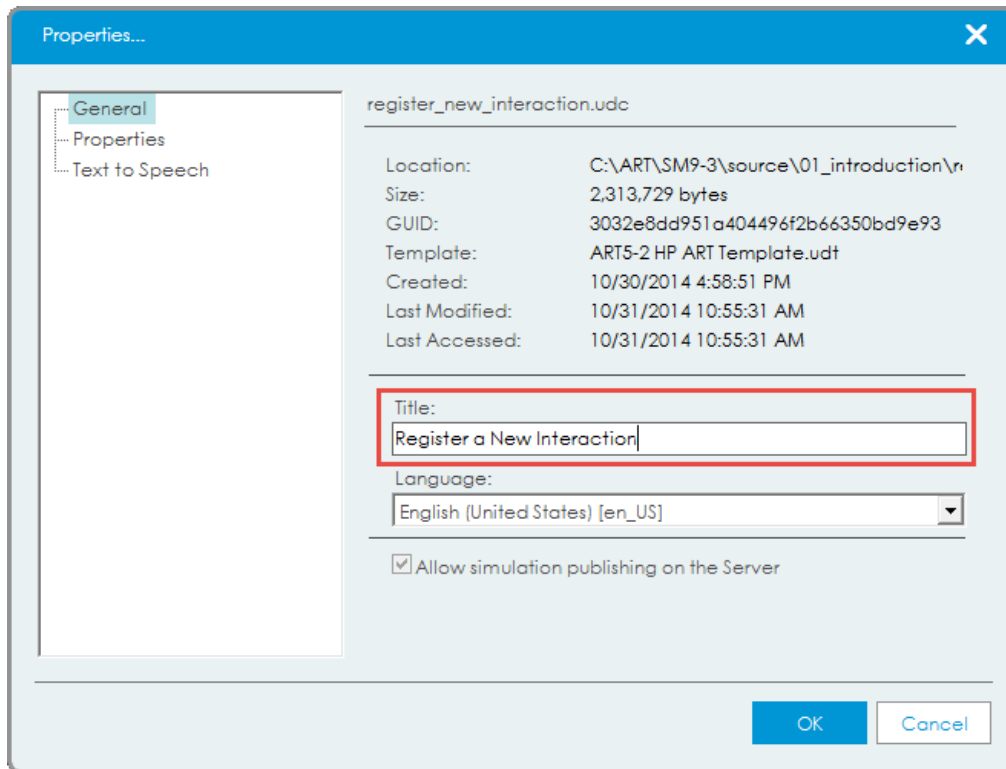 Properties...
General
Properties
Text to Speech
register_new_interaction.udc
Location: C:\ART\SM9-3\source\01_introduction\r
Size: 2,313,729 bytes
GUID: 3032e8dd951a404496f2b66350bd9e93
Template: ART5-2 HP ART Template.udt
Created: 10/30/2014 4:58:51 PM
Last Modified: 10/31/2014 10:55:31 AM
Last Accessed: 10/31/2014 10:55:31 AM
Title:
Register a New Interaction
Language:
English (United States) [en_US]
Allow simulation publishing on the Server
OK Cancel